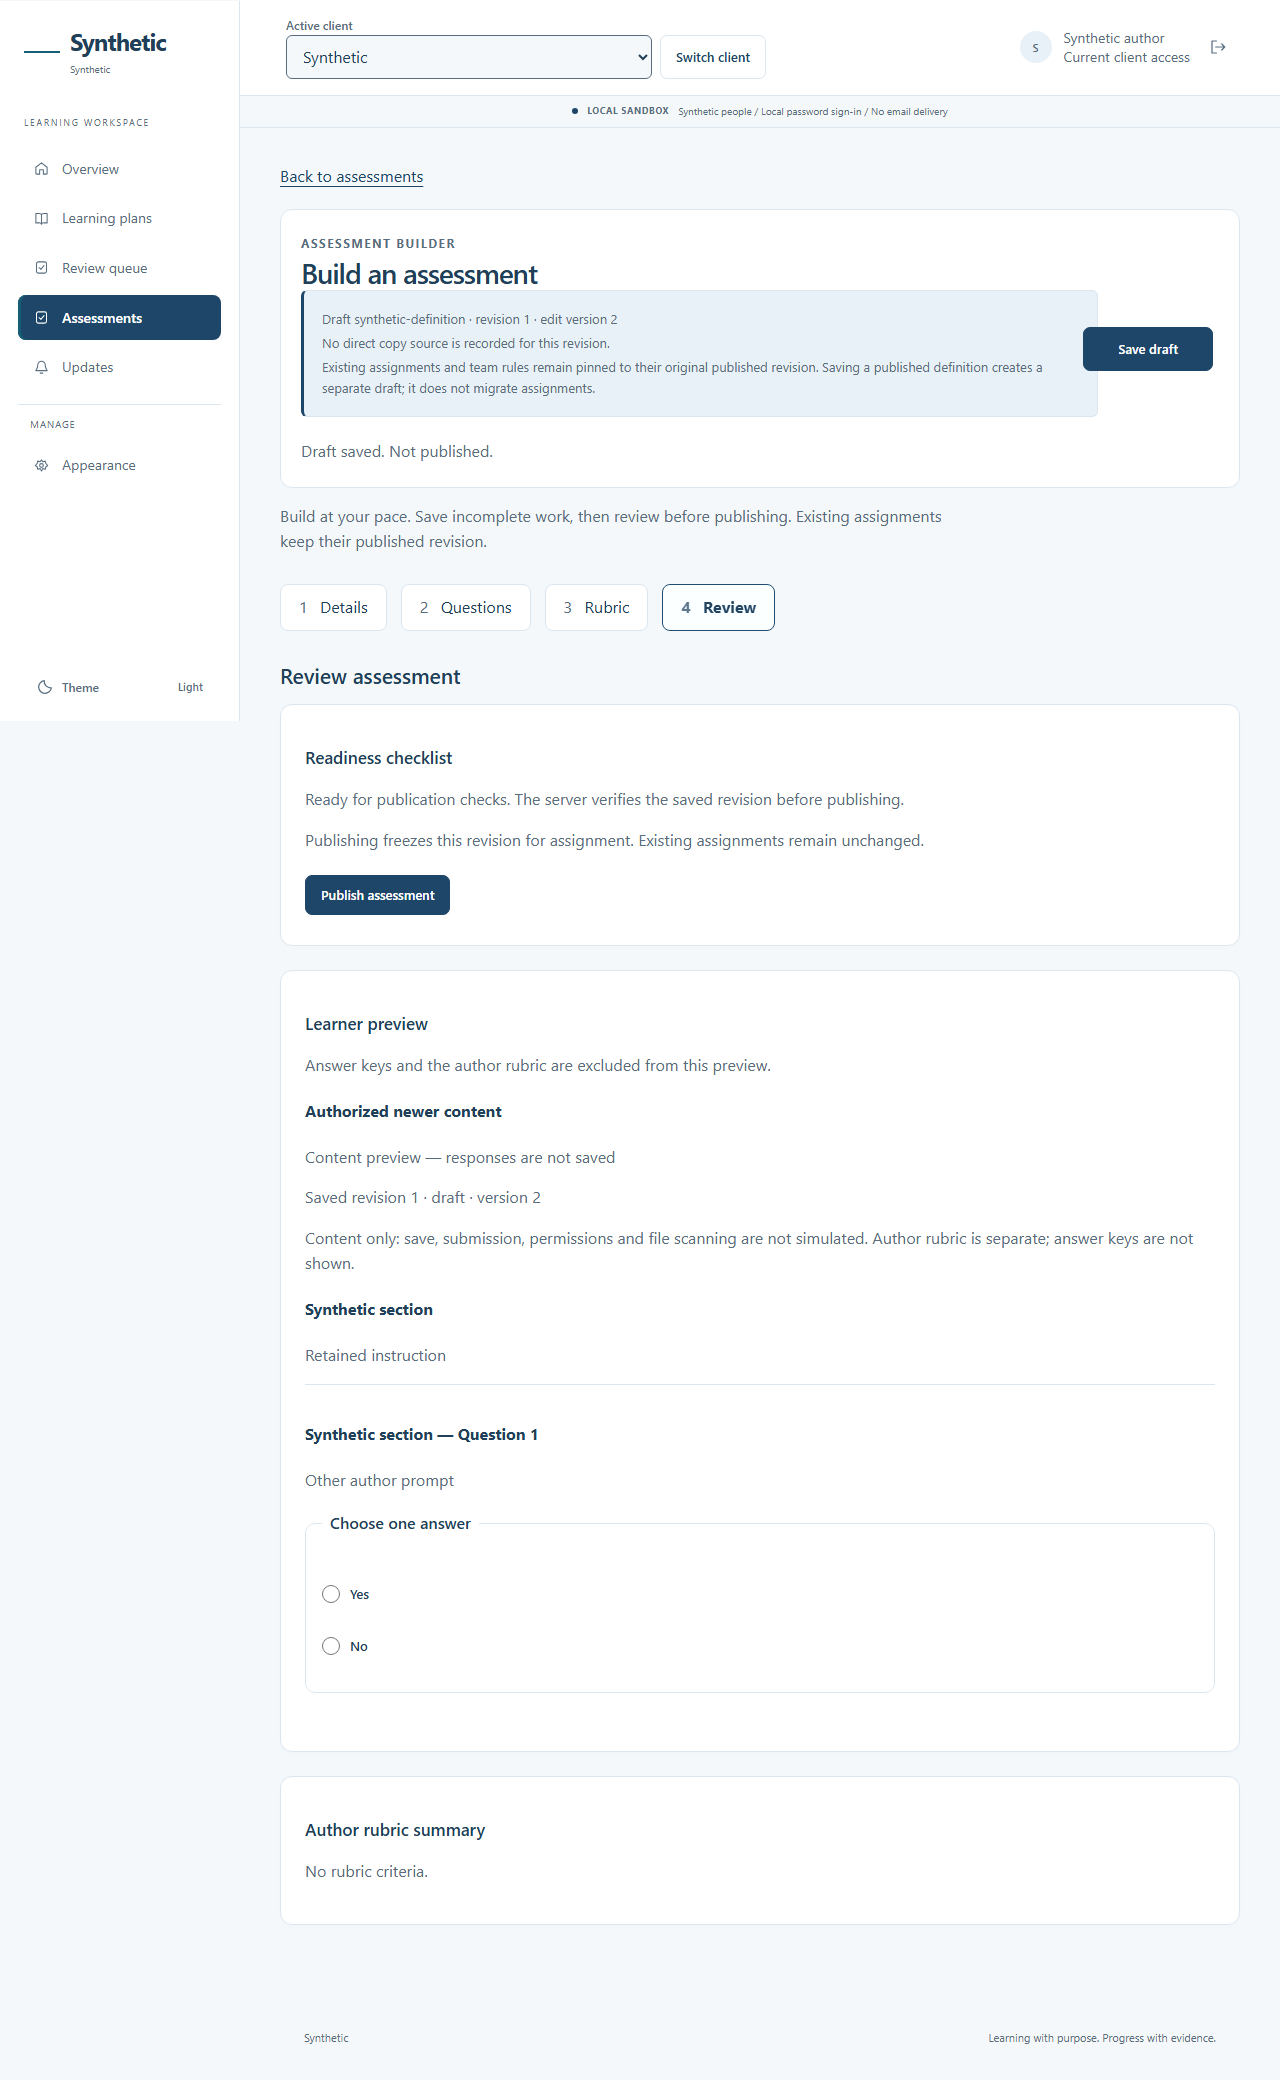 Synthetic
Synthetic
LEARNING WORKSPACE
Overview
Learning plans
Review queue
Assessments
Updates
MANAGE
Appearance
Theme
Light
Active client
Synthetic
Switch client
S
Synthetic author
Current client access
LOCAL SANDBOX Synthetic people / Local password sign-in / No email delivery
Back to assessments
ASSESSMENT BUILDER
Build an assessment
Draft synthetic-definition · revision 1 · edit version 2
No direct copy source is recorded for this revision.
Existing assignments and team rules remain pinned to their original published revision. Saving a published definition creates a
separate draft; it does not migrate assignments.
Save draft
Draft saved. Not published.
Build at your pace. Save incomplete work, then review before publishing. Existing assignments
keep their published revision.
1 Details
2 Questions
3 Rubric
4 Review
Review assessment
Readiness checklist
Ready for publication checks. The server verifies the saved revision before publishing.
Publishing freezes this revision for assignment. Existing assignments remain unchanged.
Publish assessment
Learner preview
Answer keys and the author rubric are excluded from this preview.
Authorized newer content
Content preview — responses are not saved
Saved revision 1 · draft · version 2
Content only: save, submission, permissions and file scanning are not simulated. Author rubric is separate; answer keys are not
shown.
Synthetic section
Retained instruction
Synthetic section — Question 1
Other author prompt
Choose one answer
Yes
No
Author rubric summary
No rubric criteria.
Synthetic
Learning with purpose. Progress with evidence.